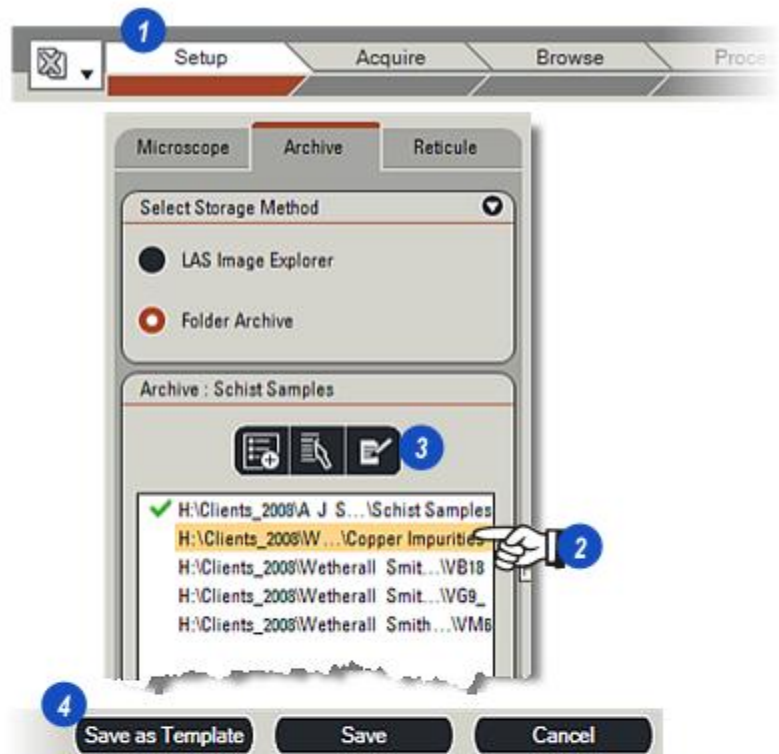 1
Setup Acquire Browse Proce
Microscope Archive Reticule
Select Storage Method
LAS Image Explorer
Folder Archive
Archive : Schist Samples
3
H:\Clients_2008\A J S...\Schist Samples
H:\Clients_2008\W ...\Copper Impurities
2
H:\Clients_2008\Wetherall Smit...\VB18
H:\Clients_2008\Wetherall Smit...\VG9_
H:\Clients_2008\Wetherall Smith...\VM6
4
Save as Template Save Cancel